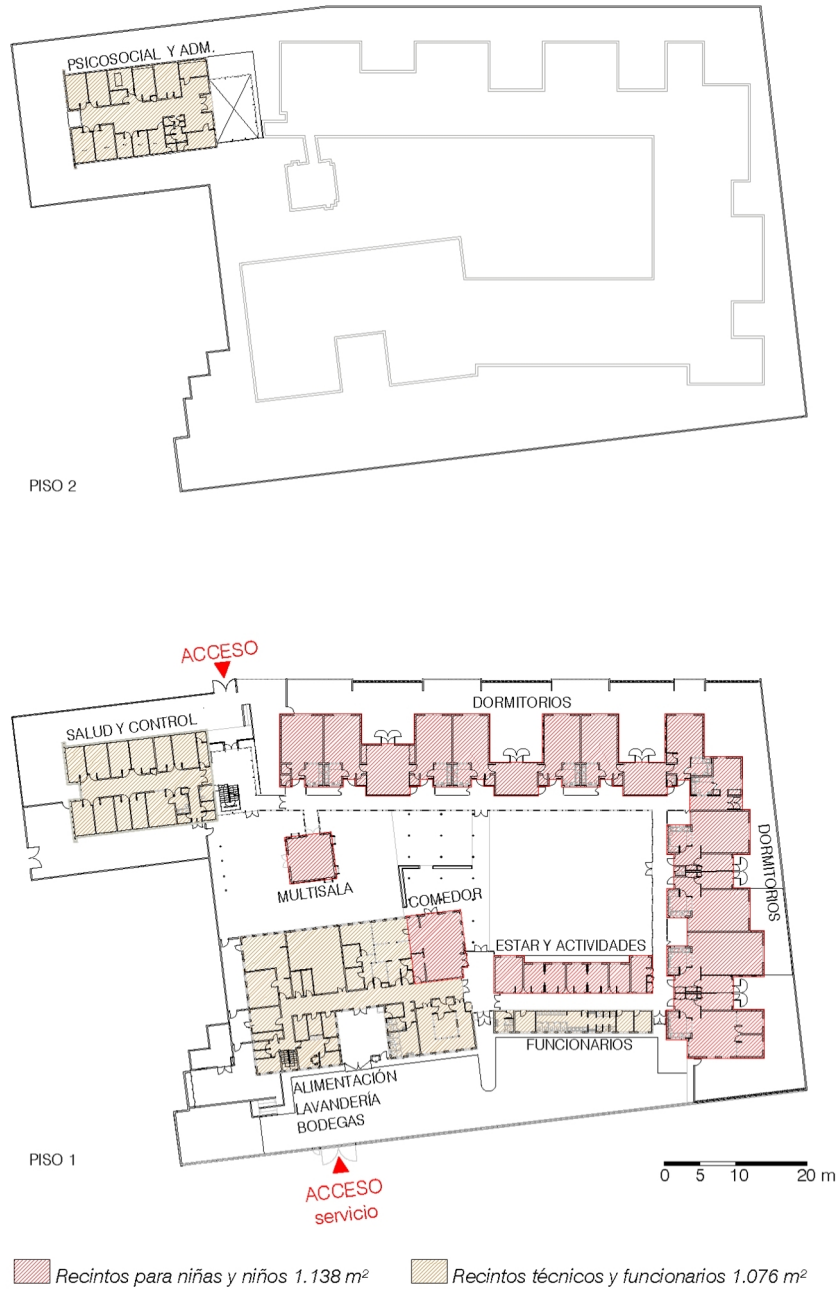 PSICOSOCIAL Y ADM.
PISO 2
ACCESO
DORMITORIOS
SALUD Y CONTROL
DORMITORIOS
MULTISALA
COMEDOR
ESTAR Y ACTIVIDADES
FUNCIONARIOS
ALIMENTACIÓN
LAVANDERÍA
BODEGAS
PISO 1
0 5 10 20 m
ACCESO
servicio
Recintos para niñas y niños 1.138 m²
Recintos técnicos y funcionarios 1.076 m²